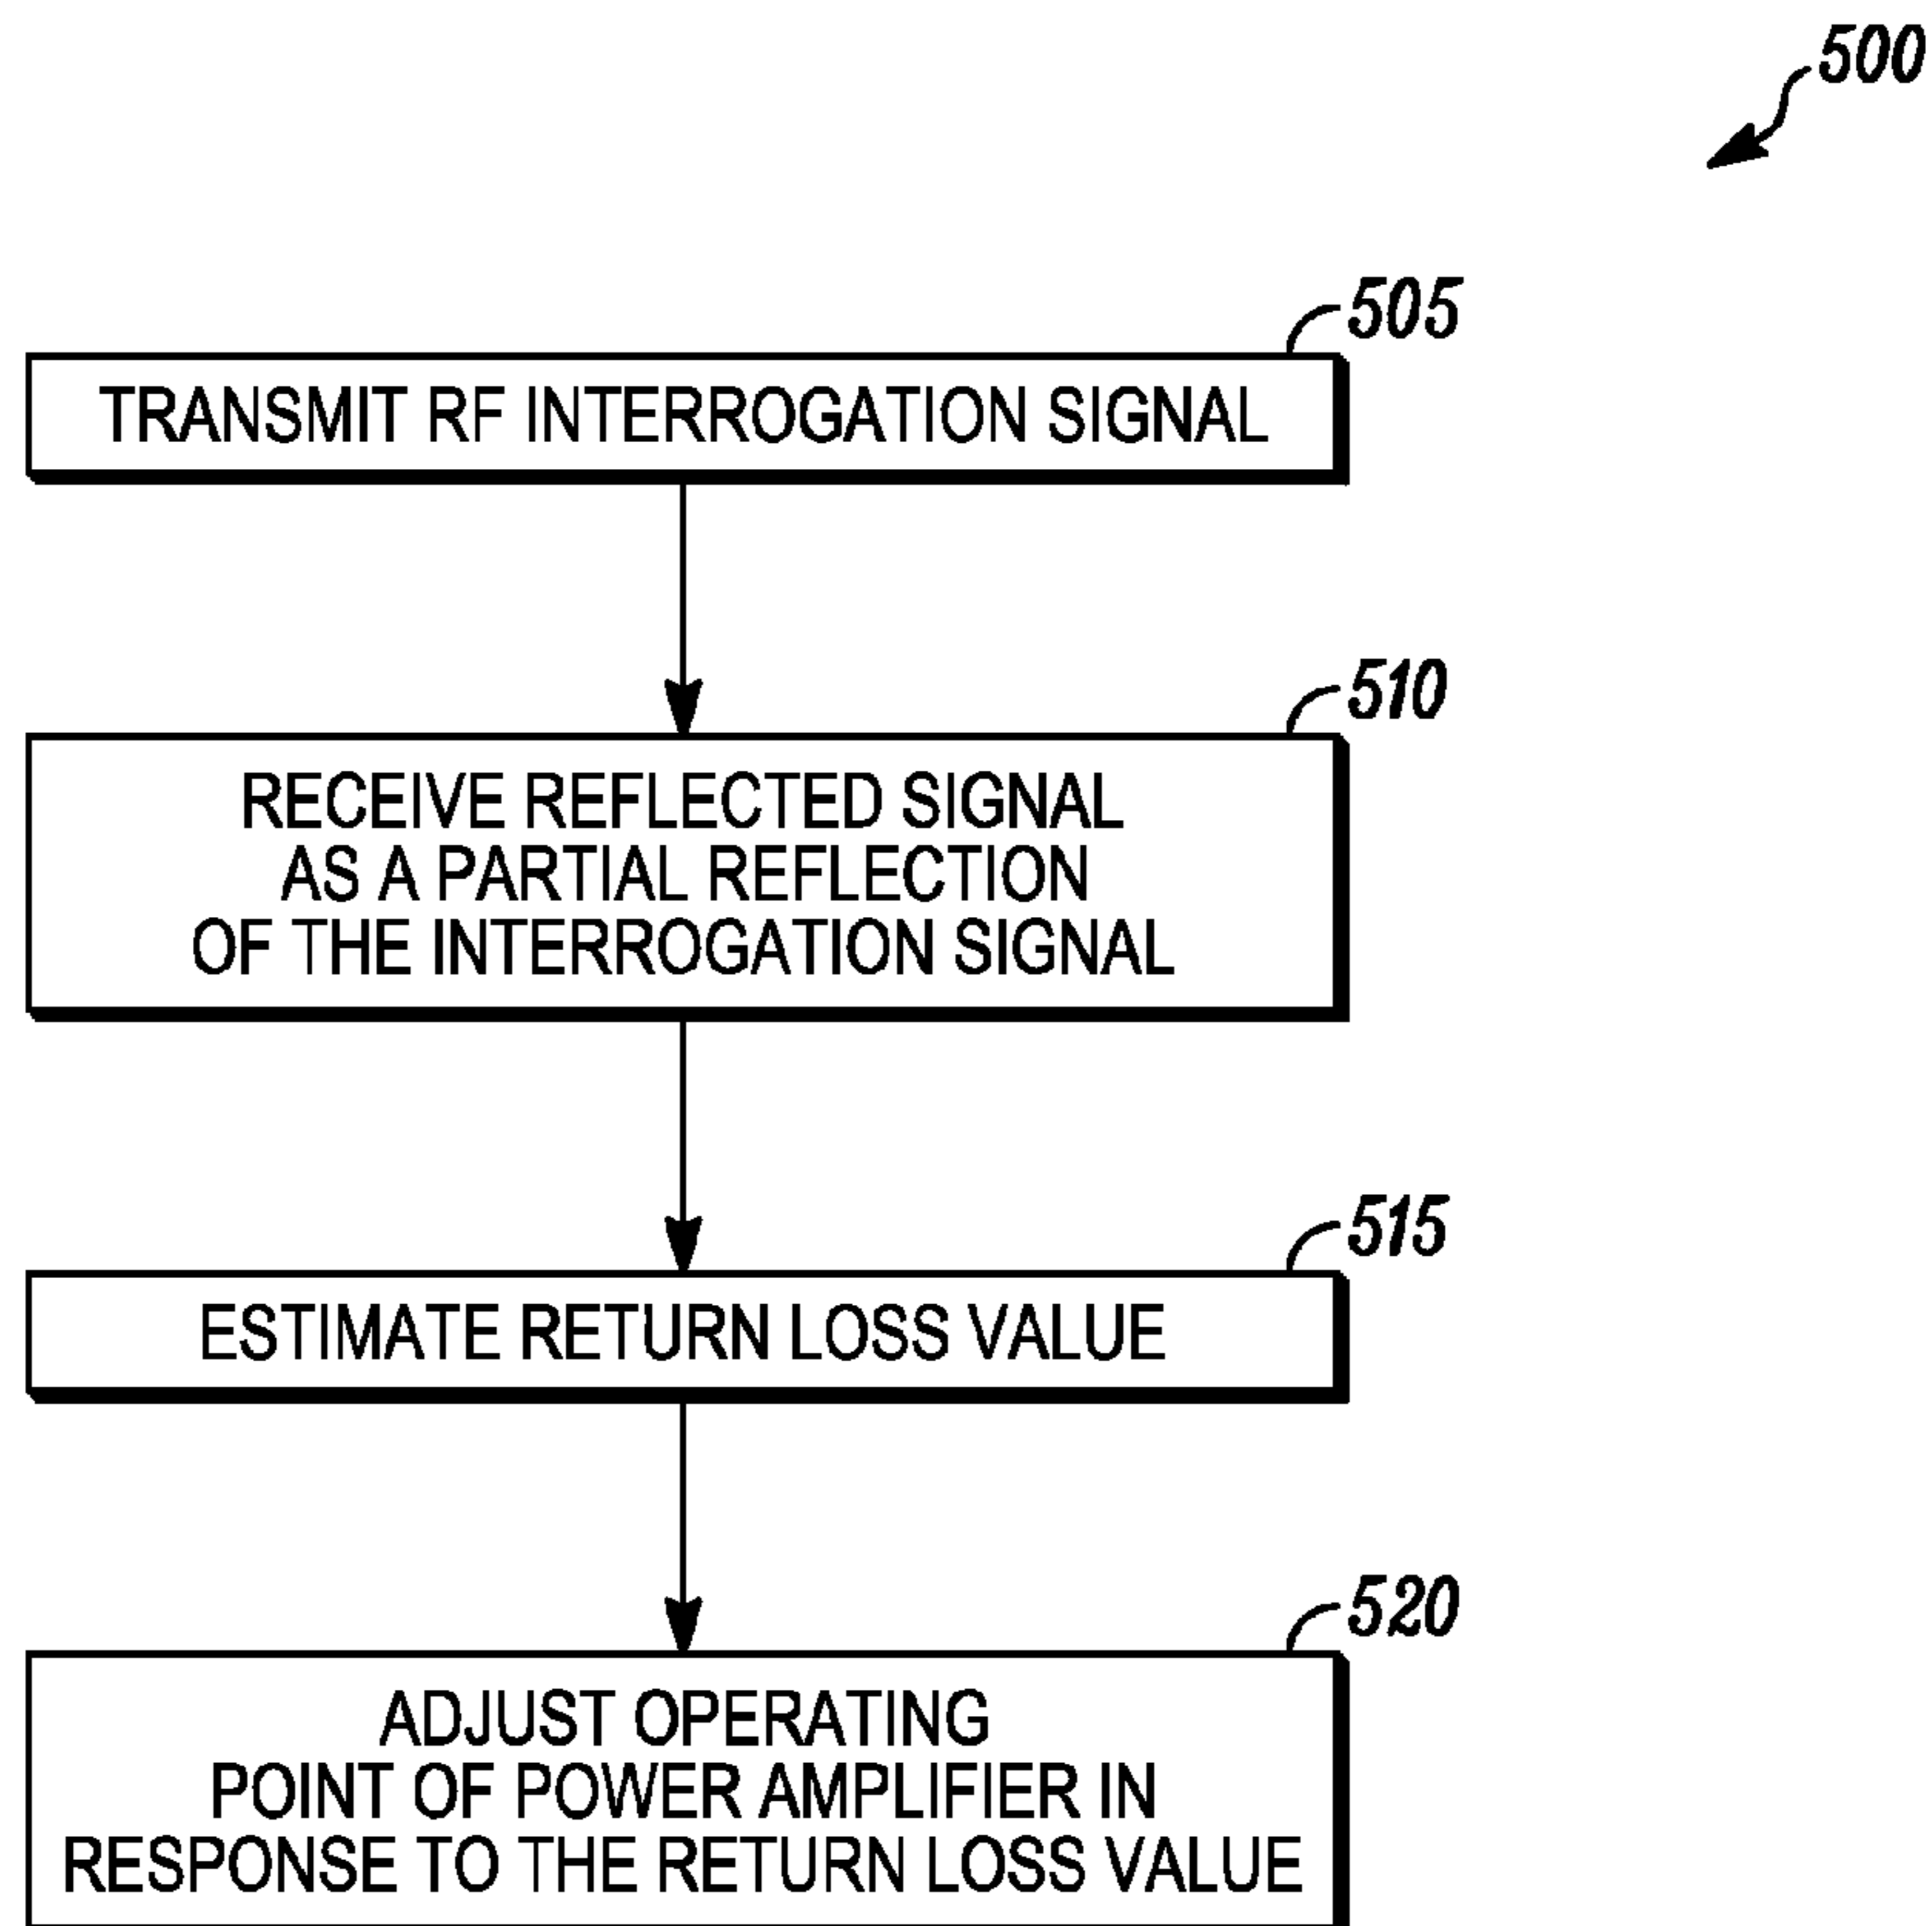 500
505
TRANSMIT RF INTERROGATION SIGNAL
510
RECEIVE REFLECTED SIGNAL
AS A PARTIAL REFLECTION
OF THE INTERROGATION SIGNAL
515
ESTIMATE RETURN LOSS VALUE
520
ADJUST OPERATING
POINT OF POWER AMPLIFIER IN
RESPONSE TO THE RETURN LOSS VALUE